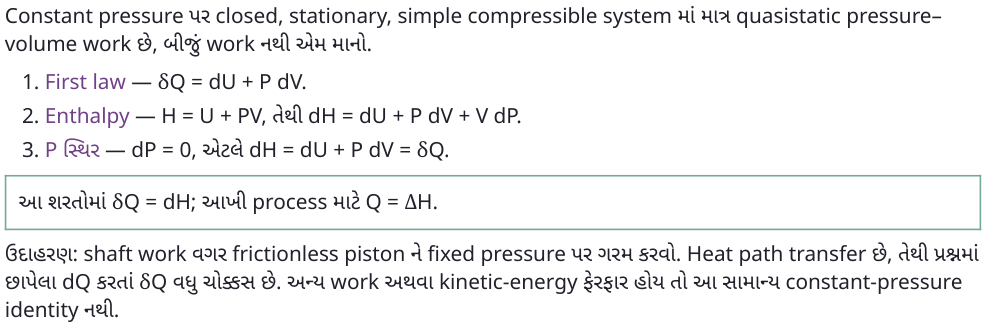 Constant pressure પર closed, stationary, simple compressible system માં માત્ર quasistatic pressure–
volume work છે, બીજું work નથી એમ માનો.
1. First law — δQ = dU + P dV.
2. Enthalpy — H = U + PV, તેથી dH = dU + P dV + V dP.
3. P સ્થિર — dP = 0, એટલે dH = dU + P dV = δQ.
આ શરતોમાં δQ = dH; આખી process માટે Q = ΔH.
ઉદાહરણ: shaft work વગર frictionless piston ને fixed pressure પર ગરમ કરવો. Heat path transfer છે, તેથી પ્રશ્નમાં
છાપેલા dQ કરતાં δQ વધુ ચોક્કસ છે. અન્ય work અથવા kinetic-energy ફેરફાર હોય તો આ સામાન્ય constant-pressure
identity નથી.